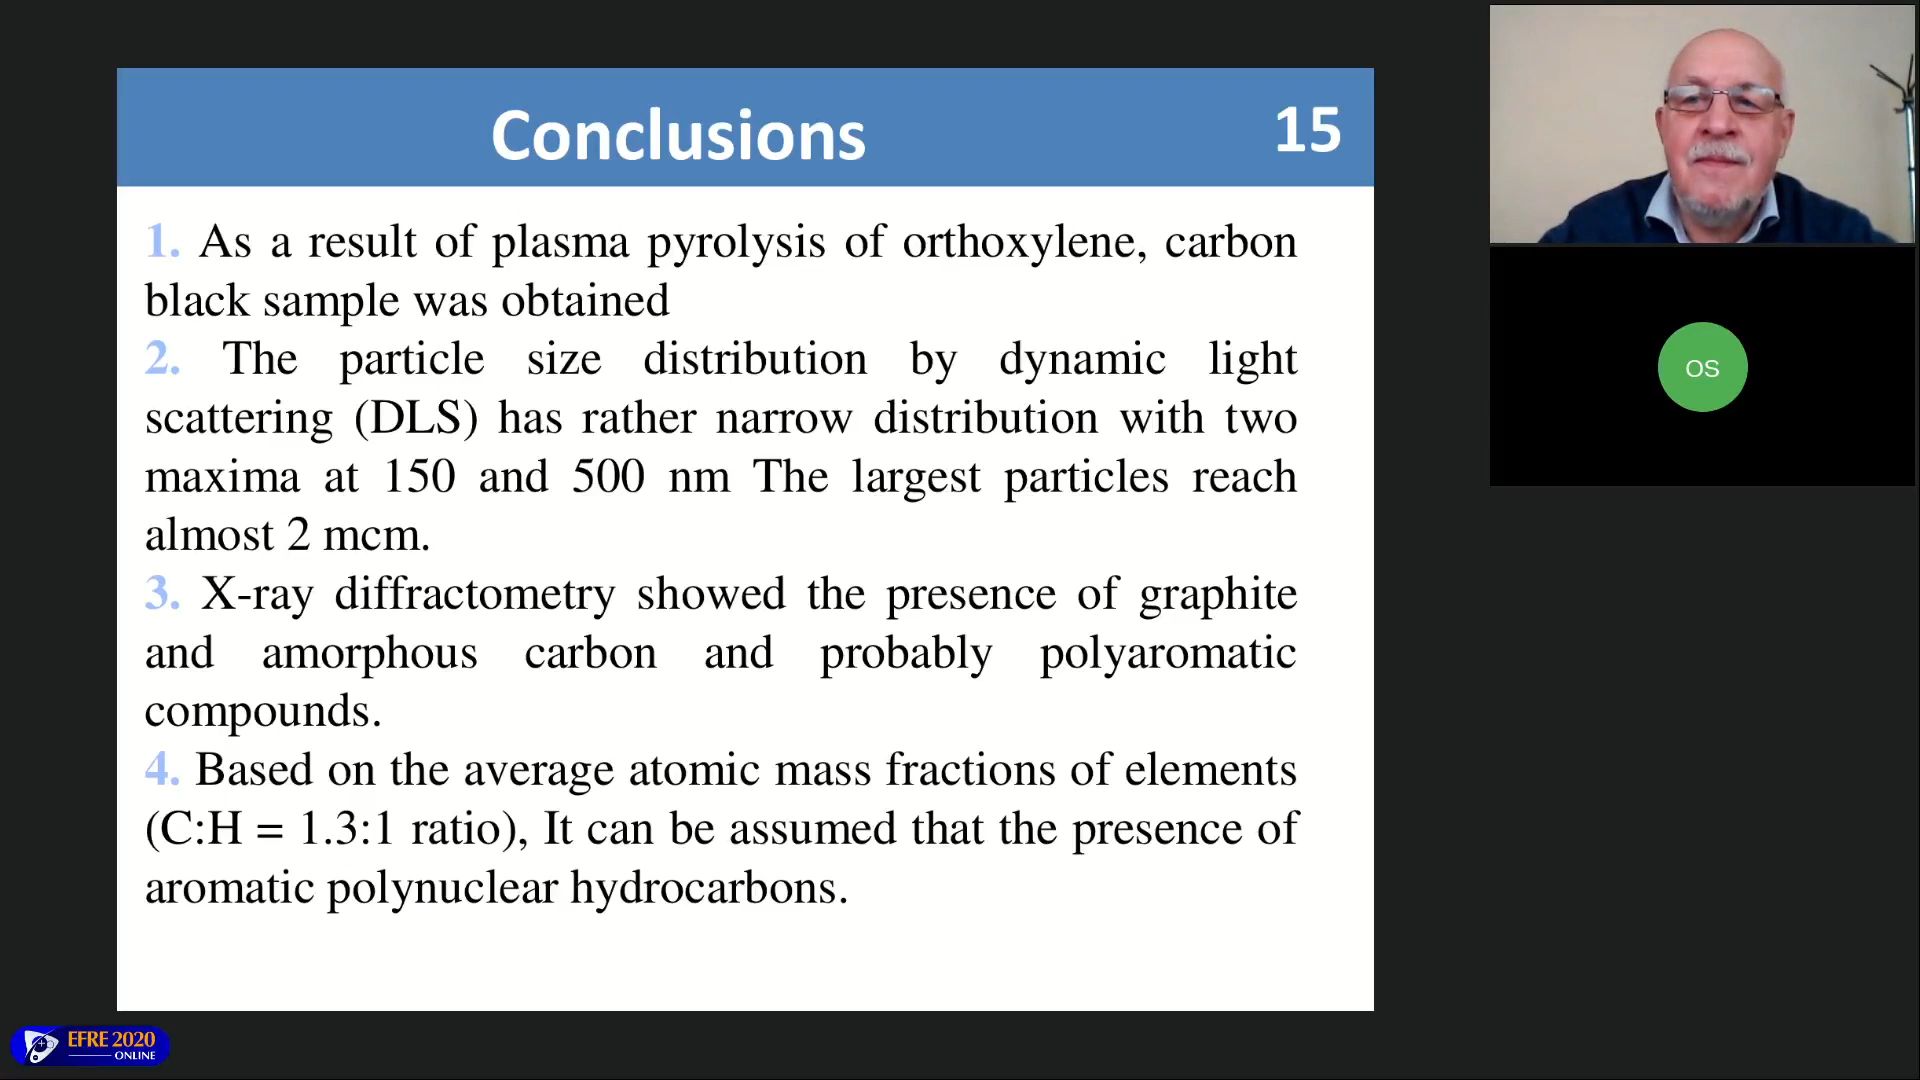 Conclusions
15
1. As a result of plasma pyrolysis of orthoxylene, carbon
black sample was obtained
2. The particle size distribution by dynamic light
scattering (DLS) has rather narrow distribution with two
maxima at 150 and 500 nm The largest particles reach
almost 2 mcm.
3. X-ray diffractometry showed the presence of graphite
and amorphous carbon and probably polyaromatic
compounds.
4. Based on the average atomic mass fractions of elements
(C:H = 1.3:1 ratio), It can be assumed that the presence of
aromatic polynuclear hydrocarbons.
OS
EFRE 2020
ONLINE